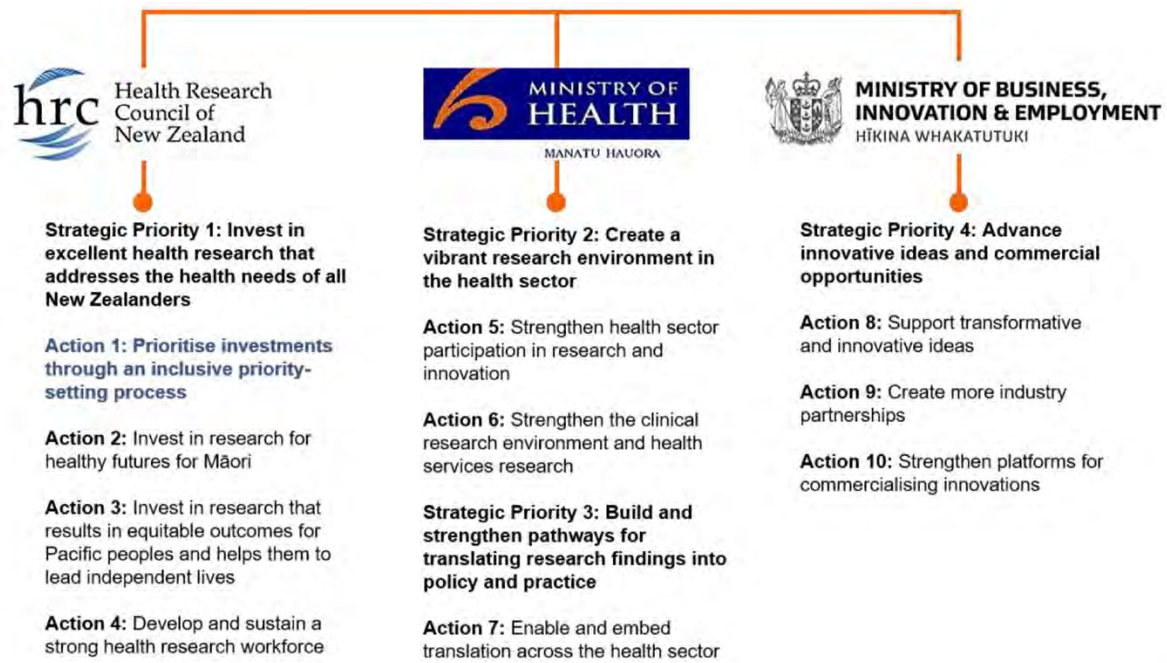 hrc
Health Research
Council of
New Zealand
Strategic Priority 1: Invest in
excellent health research that
addresses the health needs of all
New Zealanders
Action 1: Prioritise investments
through an inclusive priority-
setting process
Action 2: Invest in research for
healthy futures for Māori
Action 3: Invest in research that
results in equitable outcomes for
Pacific peoples and helps them to
lead independent lives
Action 4: Develop and sustain a
strong health research workforce
MINISTRY OF
HEALTH
MANATU HAUORA
Strategic Priority 2: Create a
vibrant research environment in
the health sector
Action 5: Strengthen health sector
participation in research and
innovation
Action 6: Strengthen the clinical
research environment and health
services research
Strategic Priority 3: Build and
strengthen pathways for
translating research findings into
policy and practice
Action 7: Enable and embed
translation across the health sector
MINISTRY OF BUSINESS,
INNOVATION & EMPLOYMENT
HĪKINA WHAKATUTUKI
Strategic Priority 4: Advance
innovative ideas and commercial
opportunities
Action 8: Support transformative
and innovative ideas
Action 9: Create more industry
partnerships
Action 10: Strengthen platforms for
commercialising innovations